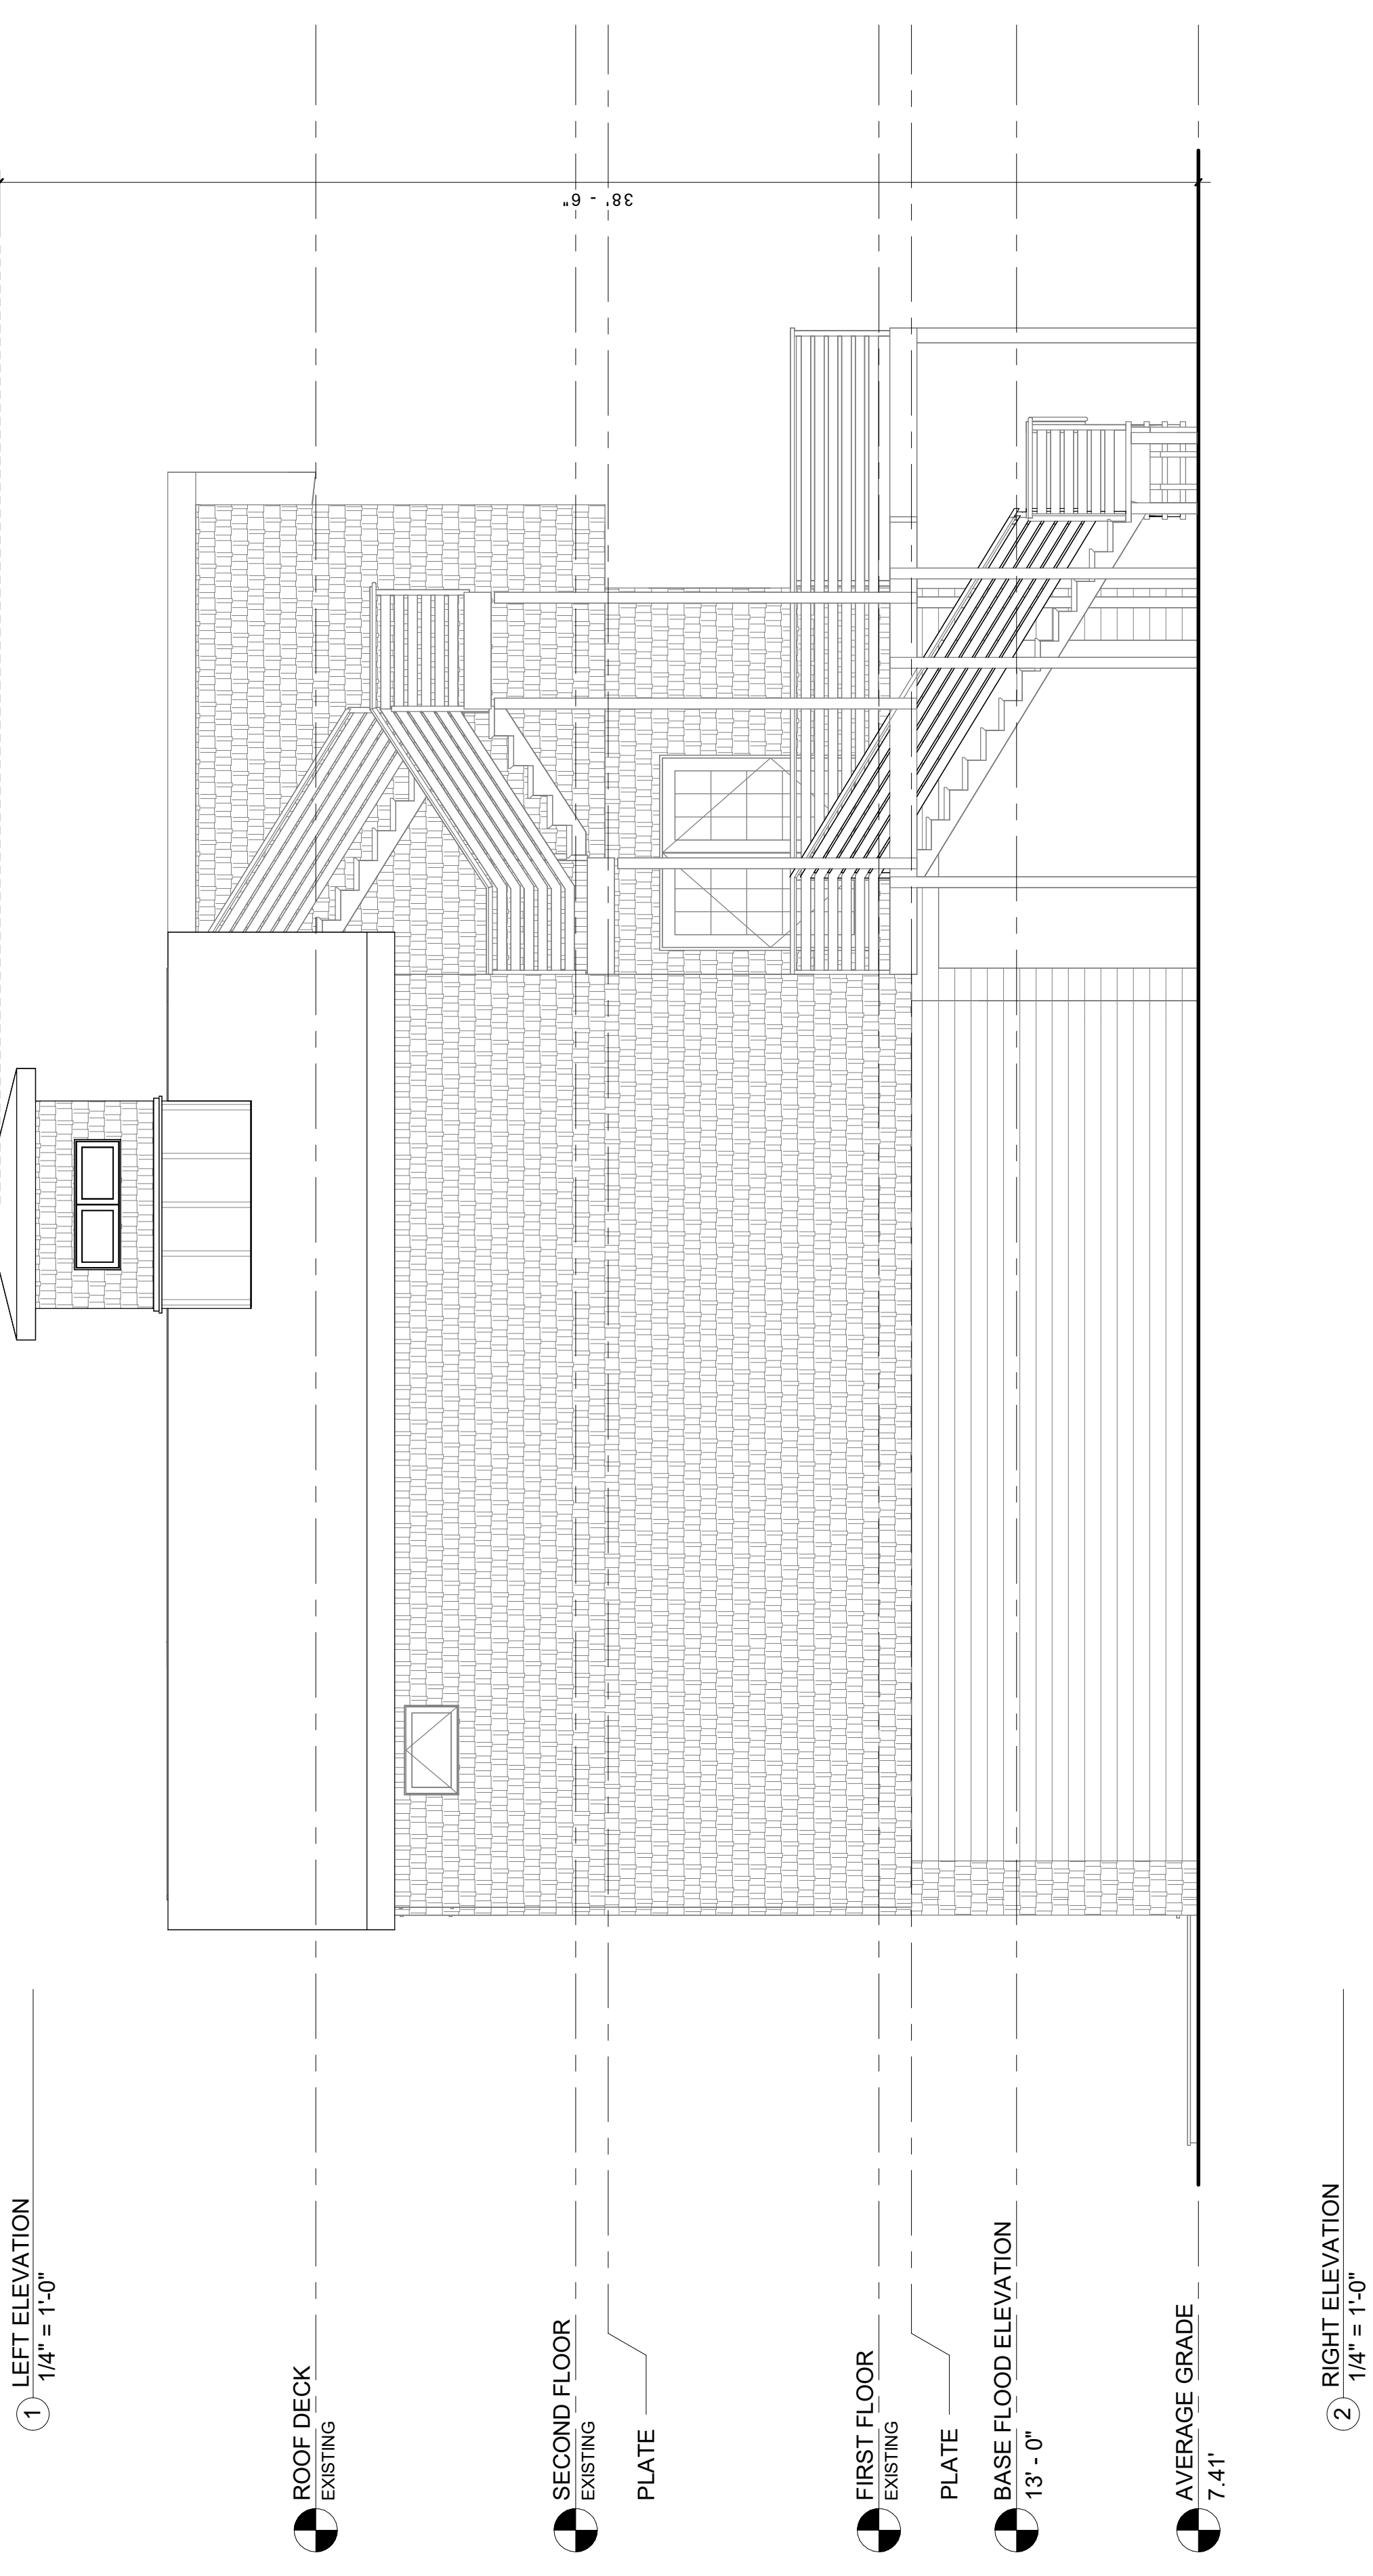 1
LEFT ELEVATION
1/4" = 1'-0"
38' - 6"
ROOF DECK
EXISTING
SECOND FLOOR
EXISTING
PLATE
FIRST FLOOR
EXISTING
PLATE
BASE FLOOD ELEVATION
13' - 0"
AVERAGE GRADE
7.41'
2
RIGHT ELEVATION
1/4" = 1'-0"